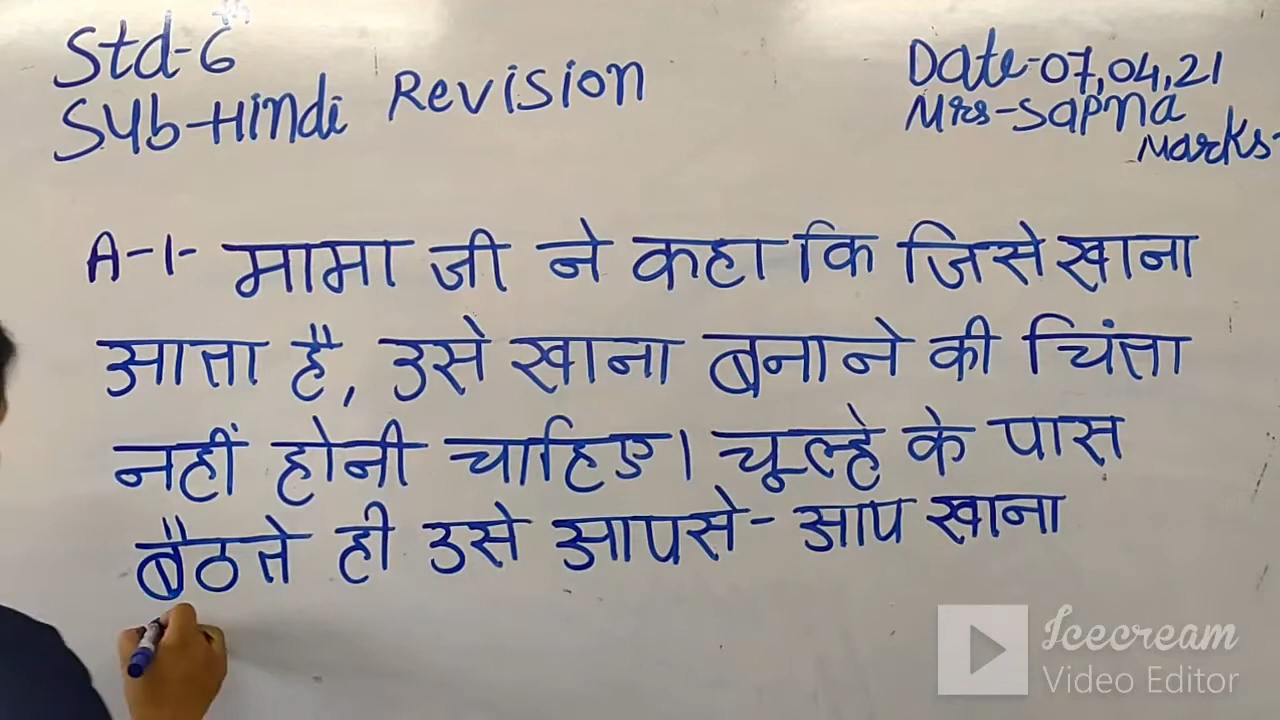 Std-6th
Sub-Hindi Revision
Date-07,04,21
Mrs-Sapna
Marks-
A-1- मामा जी ने कहा कि जिसे खाना
आता है, उसे खाना बनाने की चिंता
नहीं होनी चाहिए। चूल्हे के पास
बैठते ही उसे आपसे-आप खाना
Icecream
Video Editor